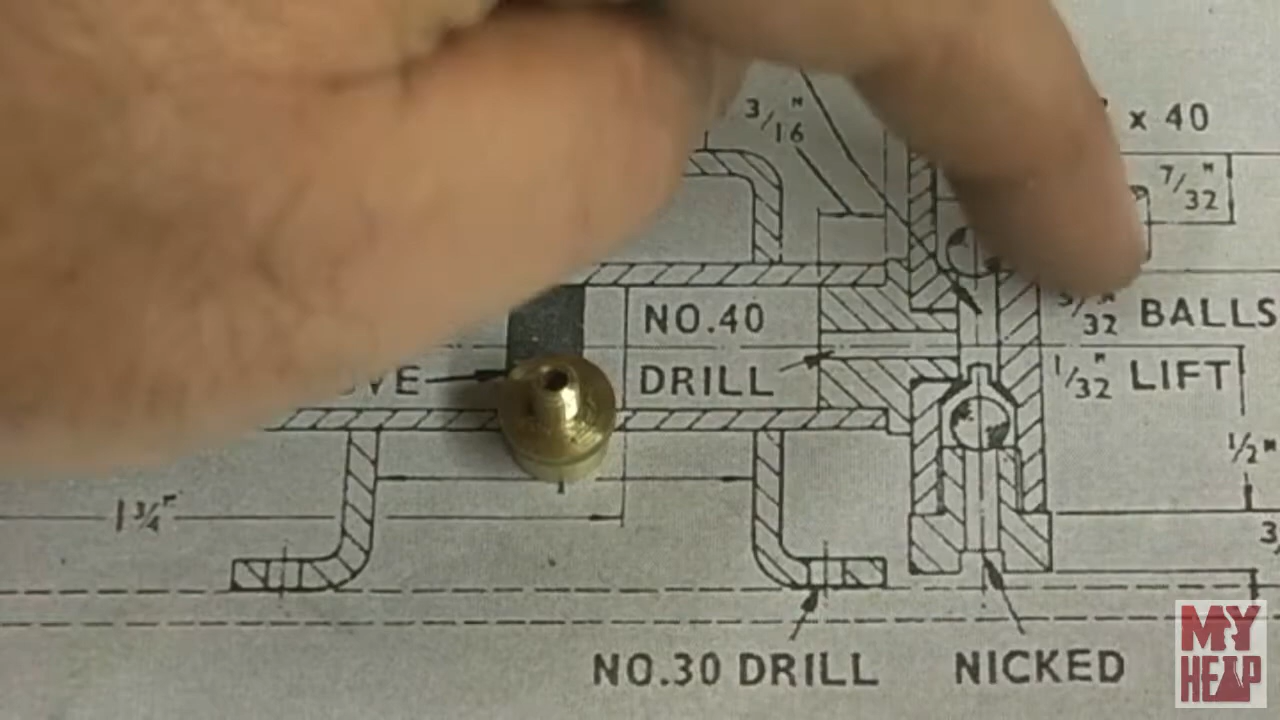 3/16"
" x 40
7/32"
NO.40
DRILL
5/32" BALLS
1/32" LIFT
1/2"
1 3/4"
NO.30 DRILL
NICKED
MY
HEAP